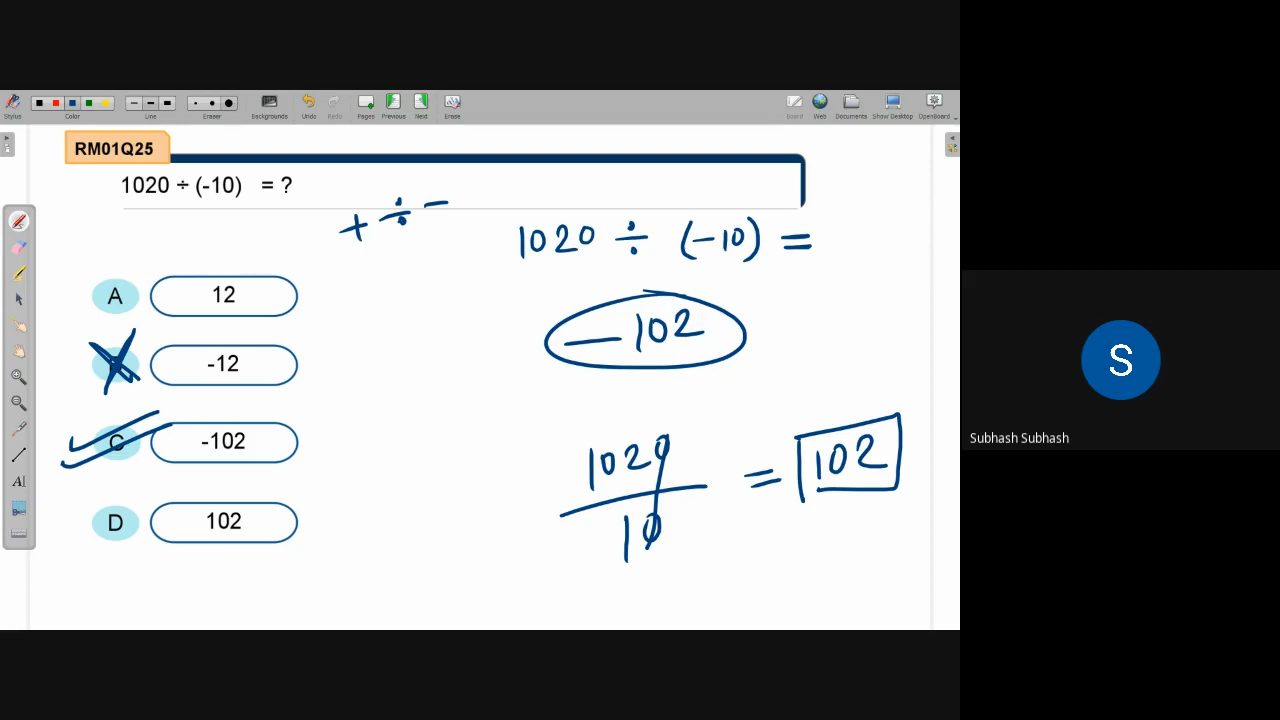 Stylus Color Line Eraser Backgrounds Undo Redo Pages Previous Next Erase Board Web Documents Show Desktop OpenBoard
RM01Q25
1020 ÷ (-10) = ?
+ ÷ −
1020 ÷ (−10) =
A 12
− 102
-12
C -102
1020
10
= 102
D 102
S
Subhash Subhash